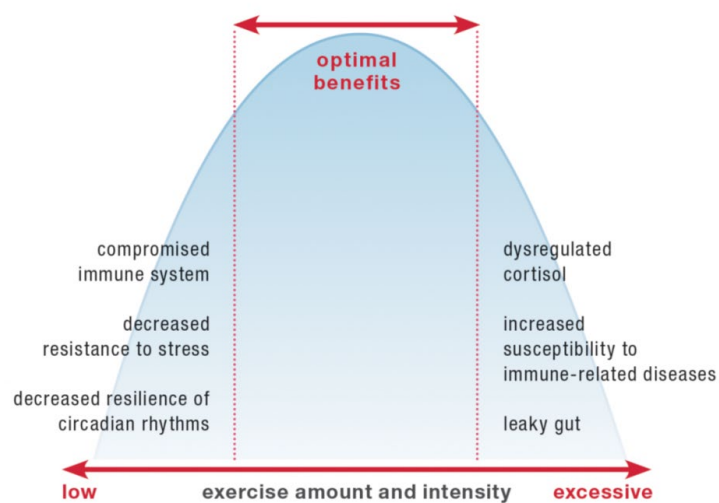 optimal
benefits
compromised
immune system
decreased
resistance to stress
decreased resilience of
circadian rhythms
dysregulated
cortisol
increased
susceptibility to
immune-related diseases
leaky gut
low
exercise amount and intensity
excessive